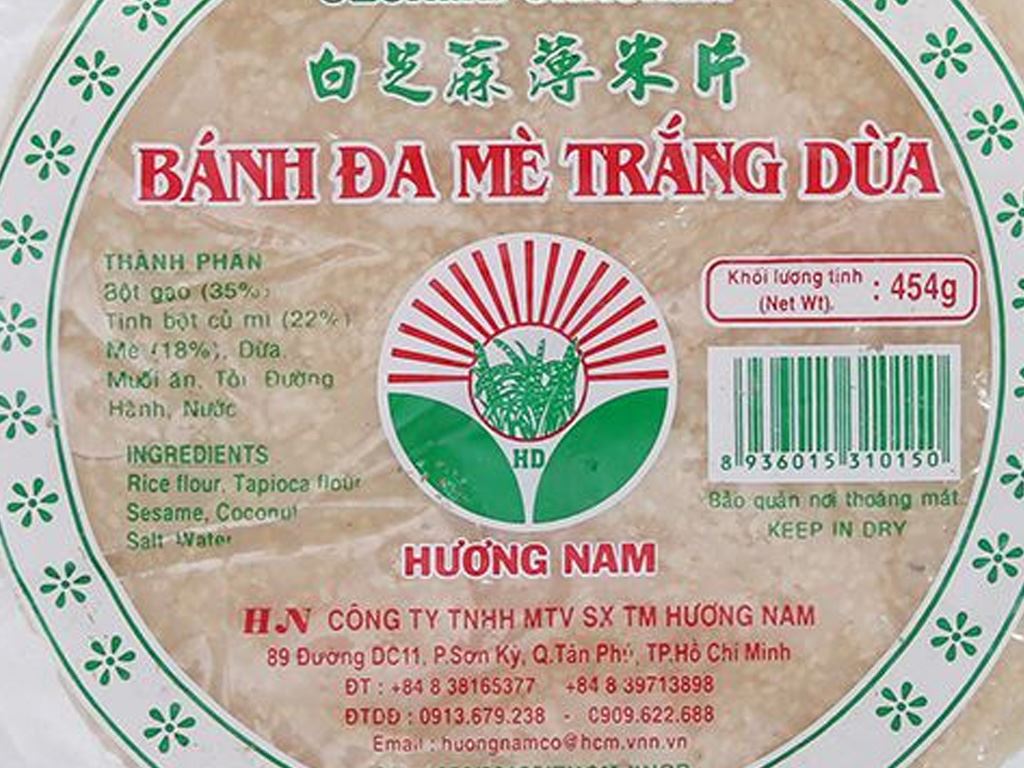 白芝蔴薄米片
BÁNH ĐA MÈ TRẮNG DỪA
THÀNH PHẦN
Bột gạo (35%)
Tinh bột củ mì (22%)
Mè (18%), Dừa,
Muối ăn, Tỏi, Đường
Hành, Nước
INGREDIENTS
Rice flour, Tapioca flour
Sesame, Coconut
Salt, Water
HD
HƯƠNG NAM
Khối lượng tịnh
(Net Wt). : 454g
8 936015 310150
Bảo quản nơi thoáng mát.
KEEP IN DRY
HN CÔNG TY TNHH MTV SX TM HƯƠNG NAM
89 Đường DC11, P.Sơn Kỳ, Q.Tân Phú, TP.Hồ Chí Minh
ĐT : +84 8 38165377 +84 8 39713898
ĐTDĐ : 0913.679.238 - 0909.622.688
Email : huongnamco@hcm.vnn.vn